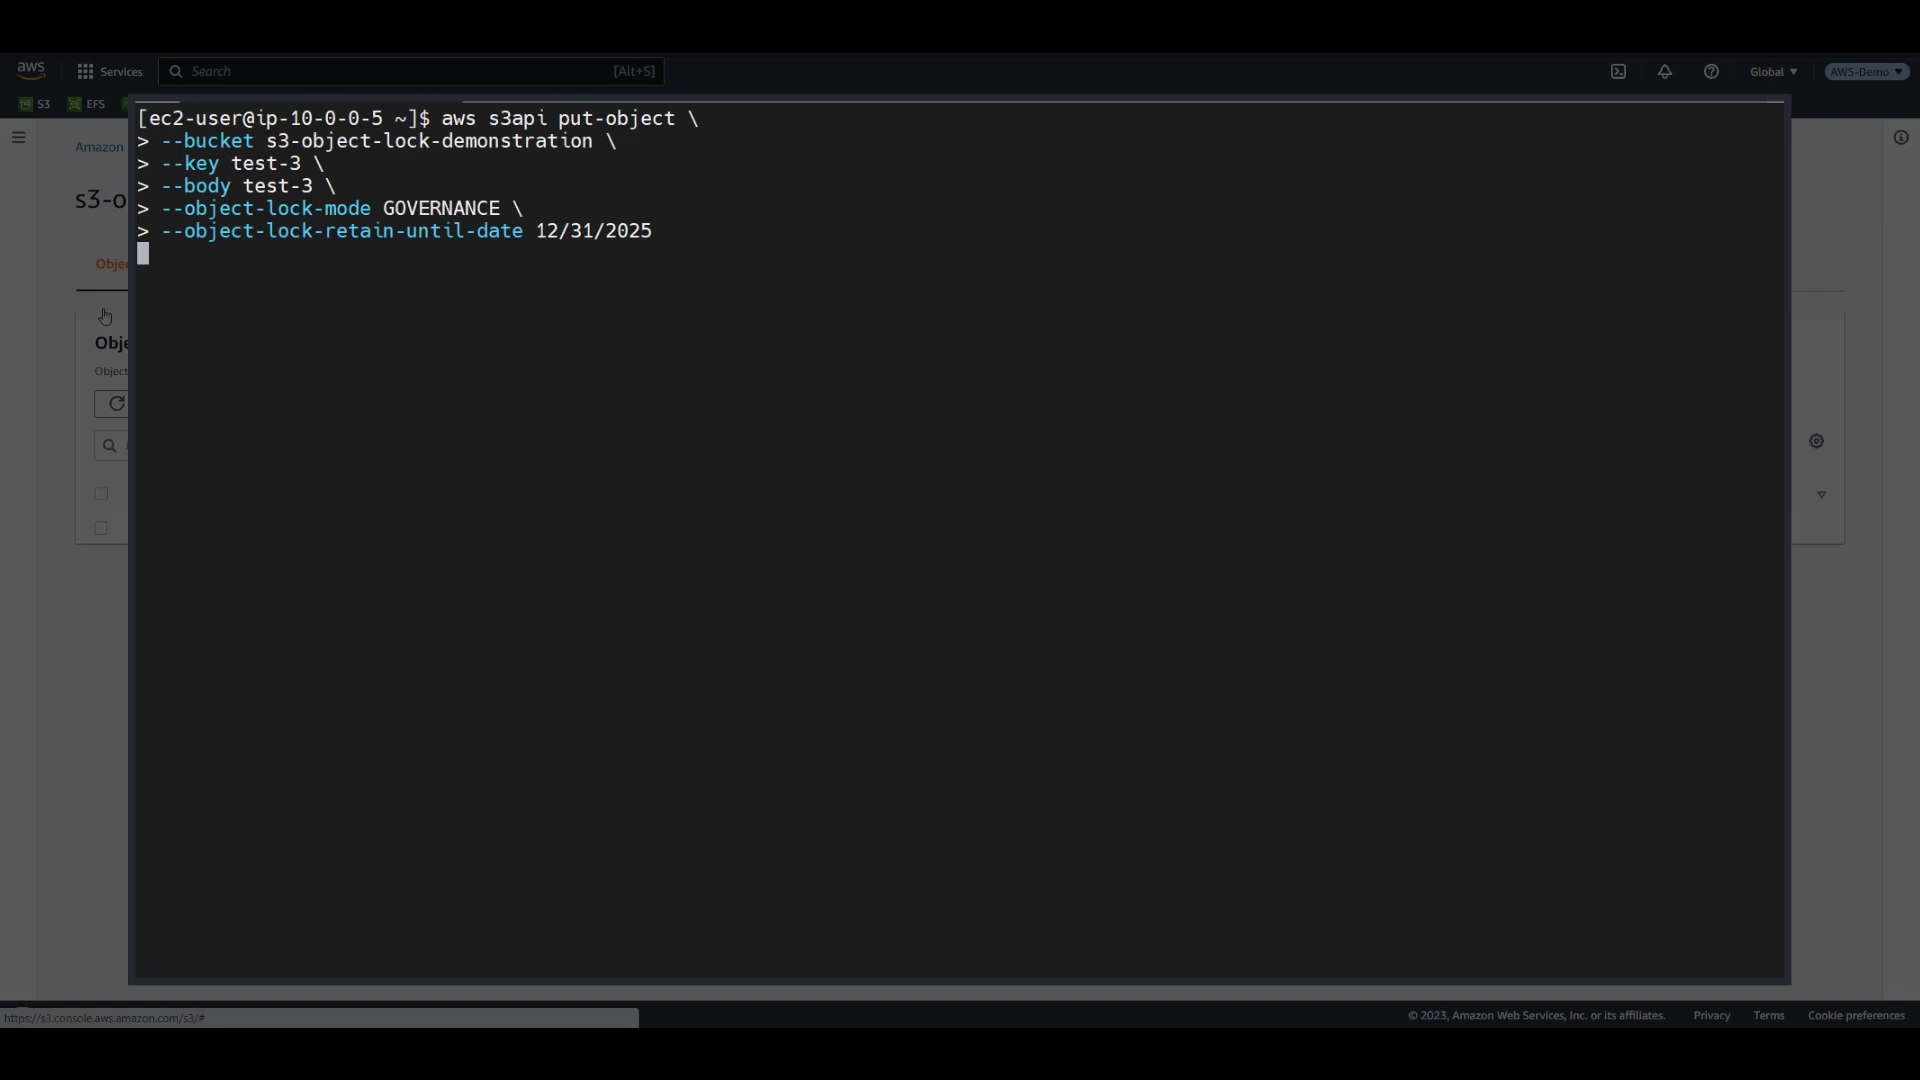 aws
Services
Search
[Alt+S]
Global
AWS-Demo
S3
EFS
Amazon
s3-o
Objec
Obje
Object
[ec2-user@ip-10-0-0-5 ~]$ aws s3api put-object \
> --bucket s3-object-lock-demonstration \
> --key test-3 \
> --body test-3 \
> --object-lock-mode GOVERNANCE \
> --object-lock-retain-until-date 12/31/2025
https://s3.console.aws.amazon.com/s3/#
© 2023, Amazon Web Services, Inc. or its affiliates.
Privacy
Terms
Cookie preferences